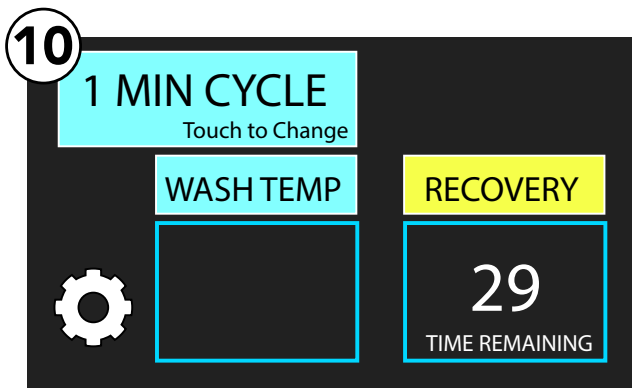 10
1 MIN CYCLE
Touch to Change
WASH TEMP
RECOVERY
29
TIME REMAINING